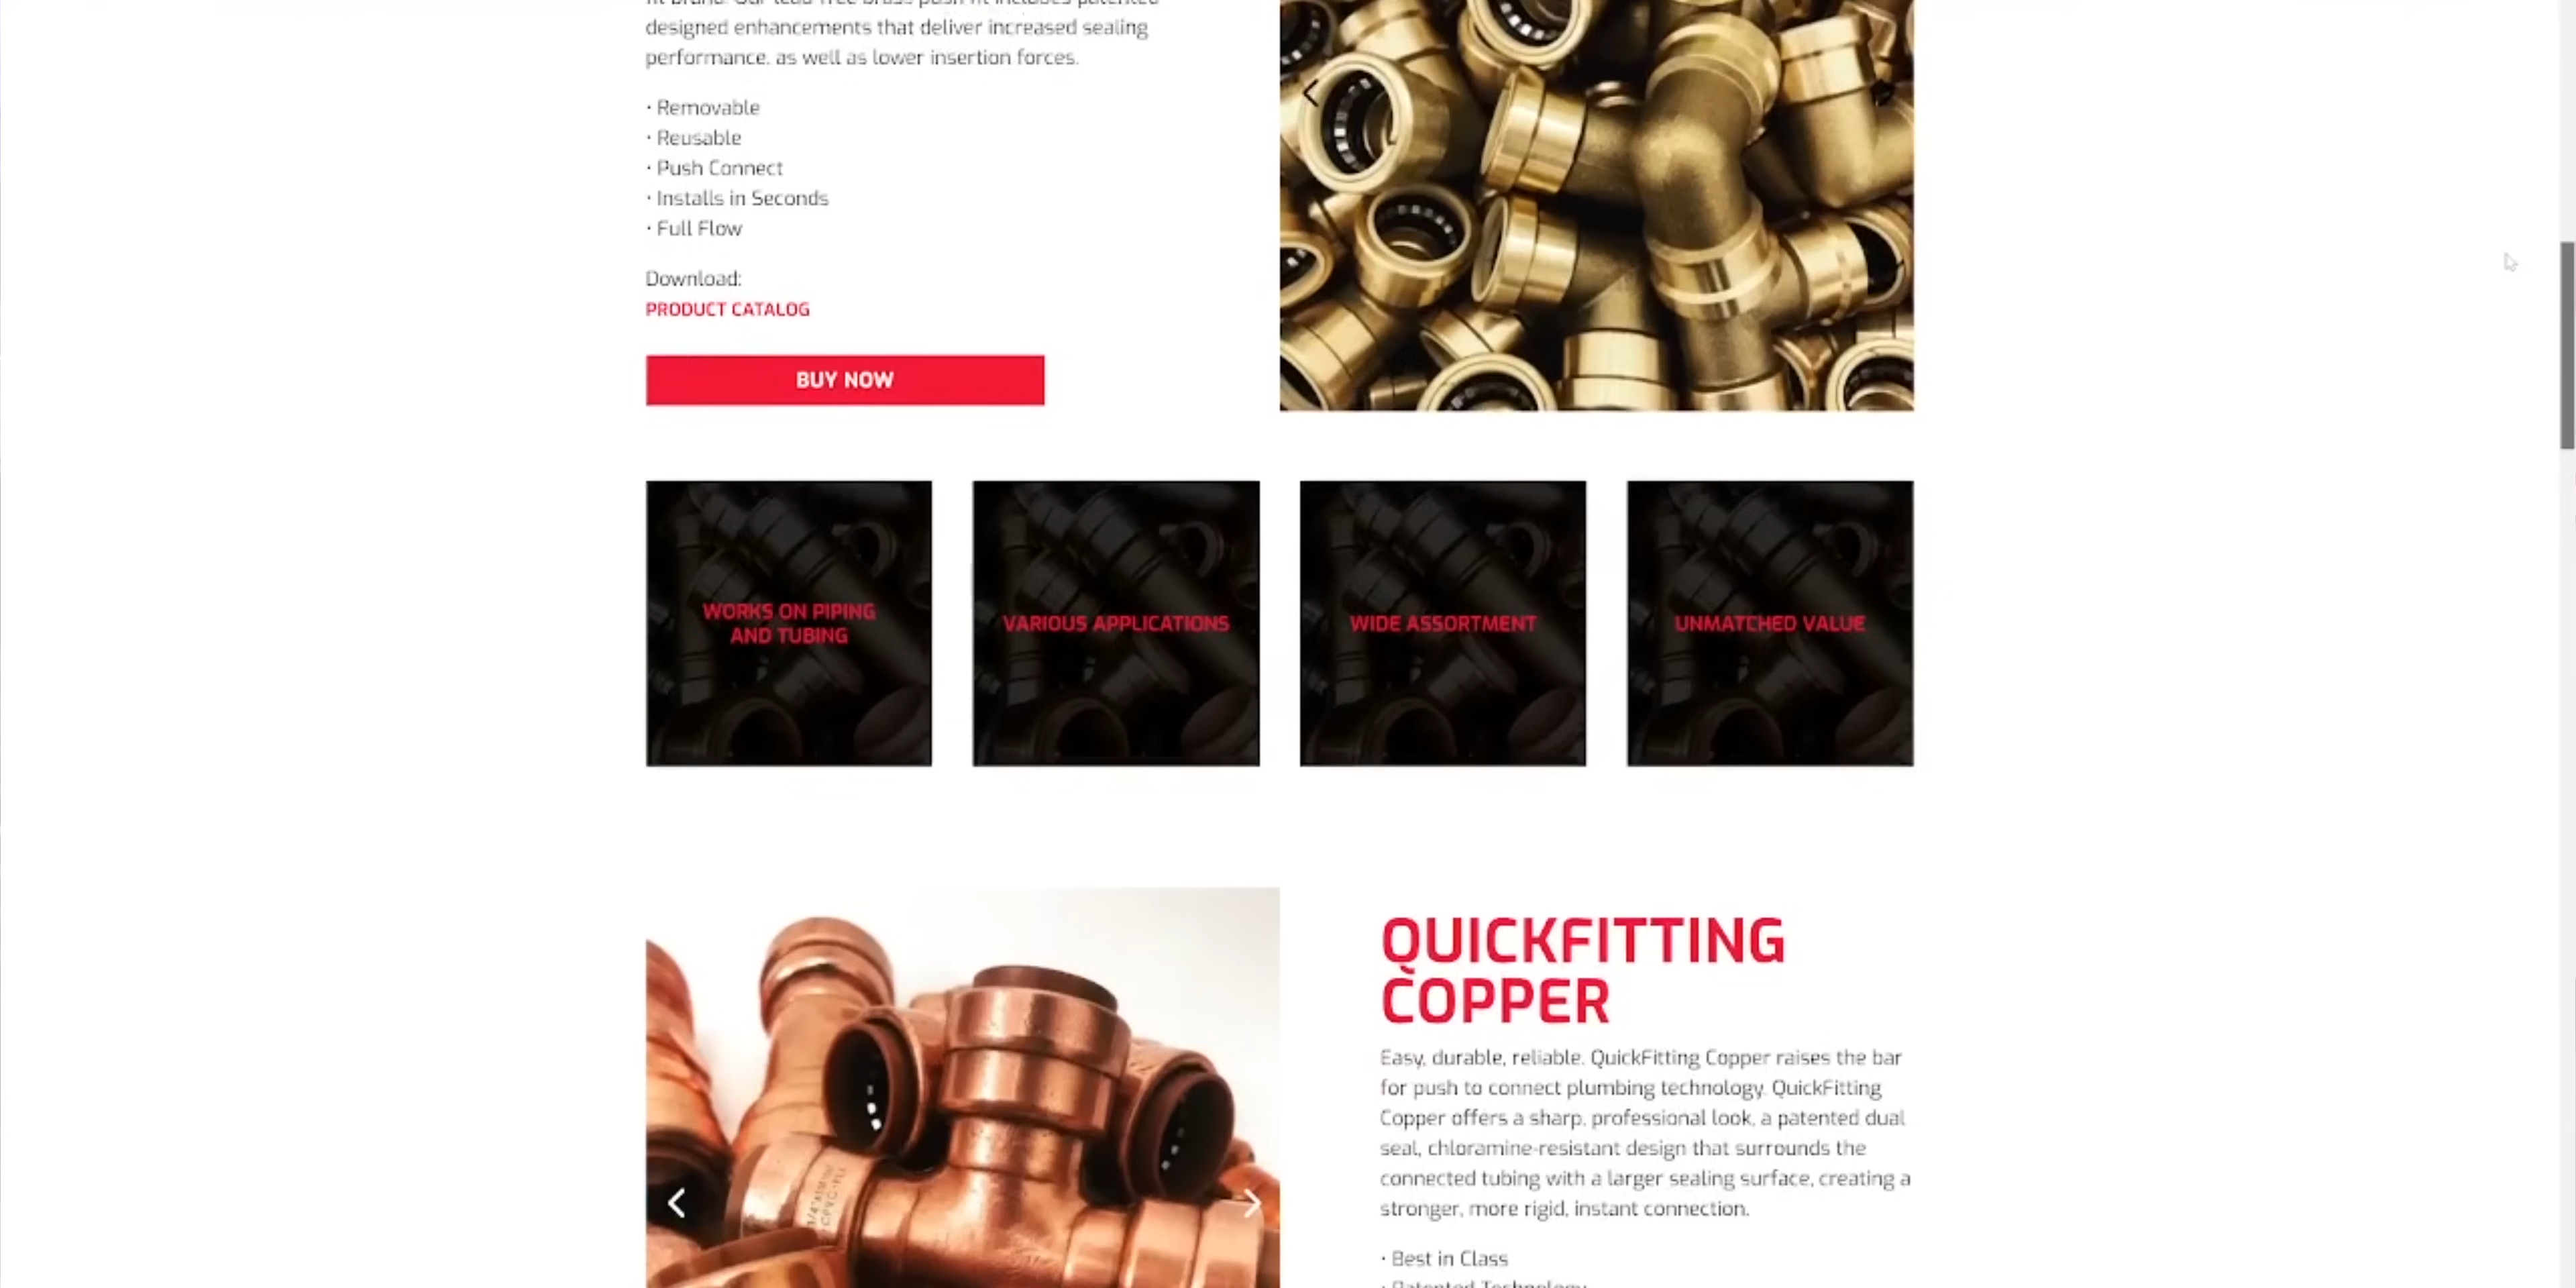 designed enhancements that deliver increased sealing
performance, as well as lower insertion forces.
• Removable
• Reusable
• Push Connect
• Installs in Seconds
• Full Flow
Download:
PRODUCT CATALOG
BUY NOW
WORKS ON PIPING
AND TUBING
VARIOUS APPLICATIONS
WIDE ASSORTMENT
UNMATCHED VALUE
QUICKFITTING
COPPER
Easy, durable, reliable. QuickFitting Copper raises the bar
for push to connect plumbing technology. QuickFitting
Copper offers a sharp, professional look, a patented dual
seal, chloramine-resistant design that surrounds the
connected tubing with a larger sealing surface, creating a
stronger, more rigid, instant connection.
• Best in Class
• Patented Technology